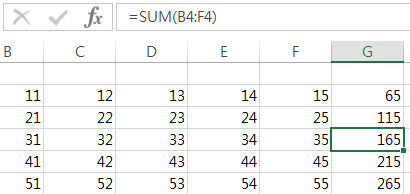 fx =SUM(B4:F4)
B C D E F G
11 12 13 14 15 65
21 22 23 24 25 115
31 32 33 34 35 165
41 42 43 44 45 215
51 52 53 54 55 265